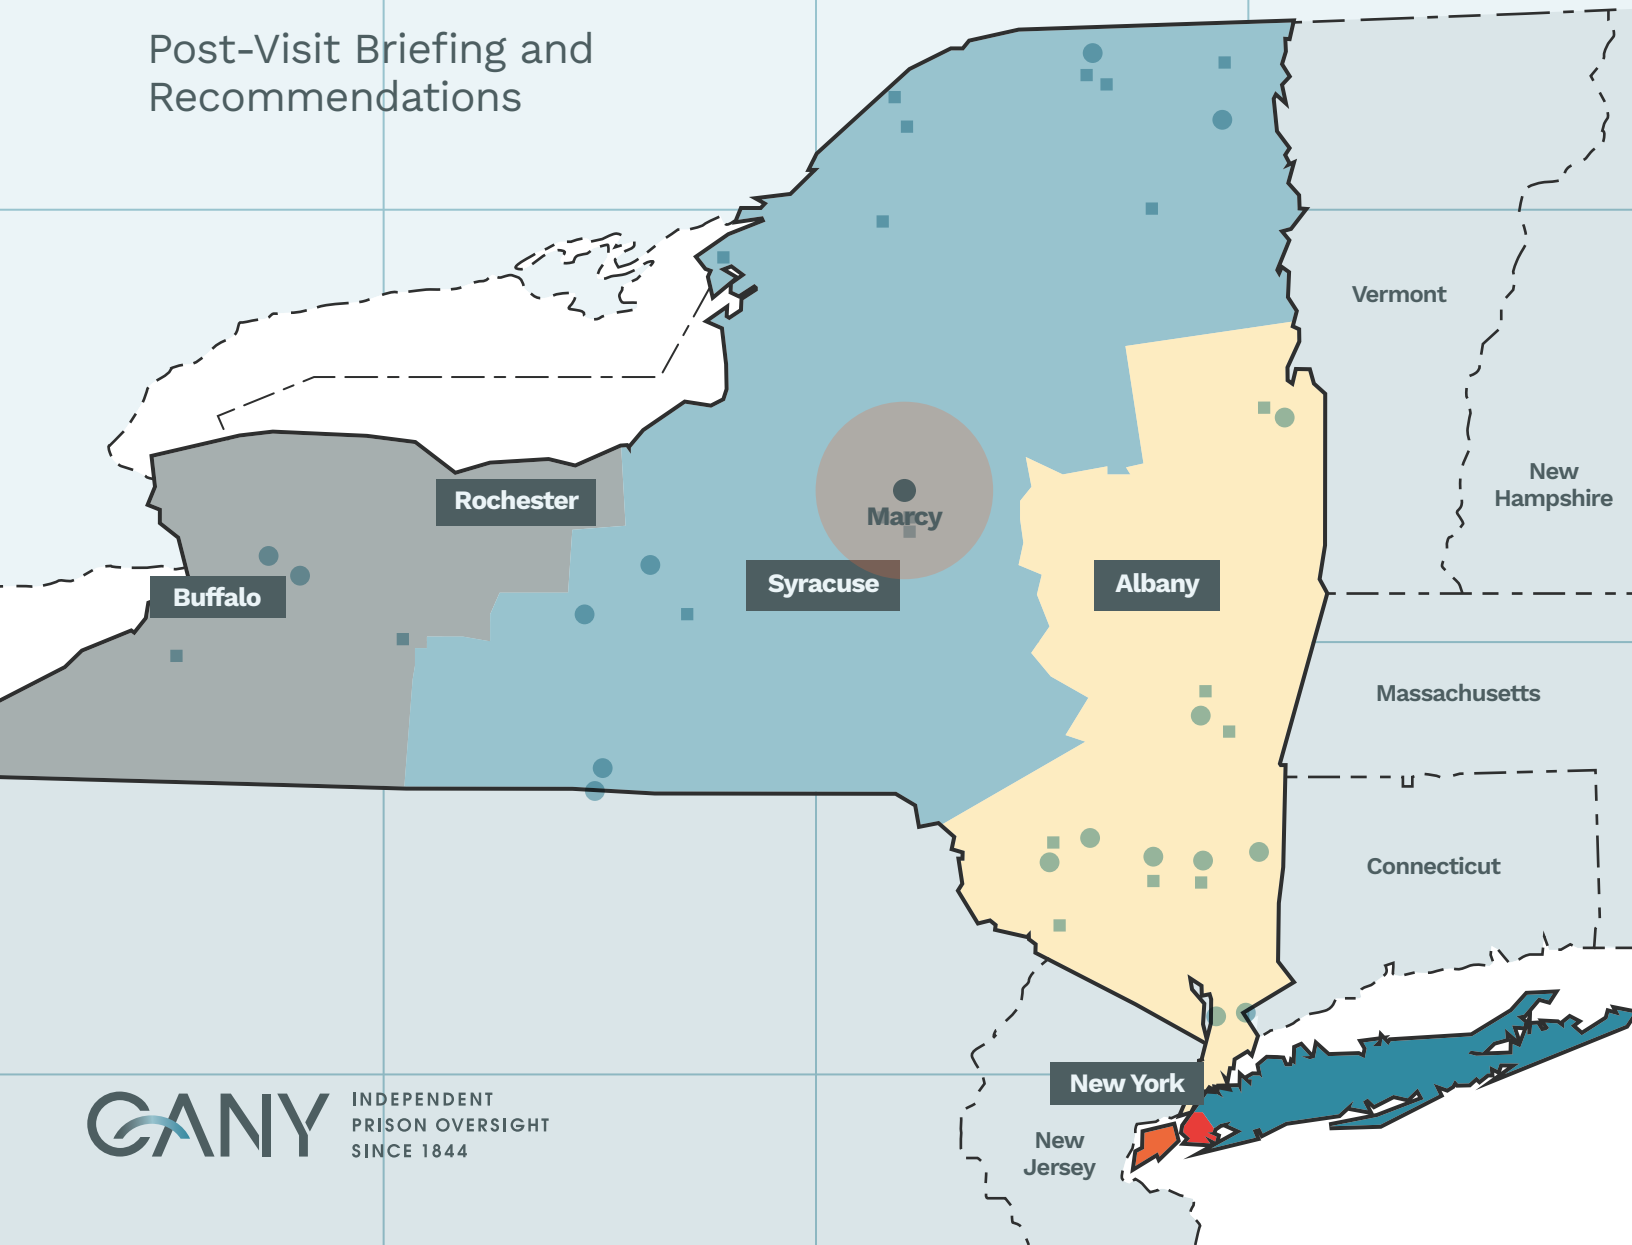 Post-Visit Briefing and
Recommendations
Vermont
New
Hampshire
Rochester
Marcy
Syracuse
Albany
Buffalo
Massachusetts
Connecticut
New York
New
Jersey
CANY
INDEPENDENT
PRISON OVERSIGHT
SINCE 1844